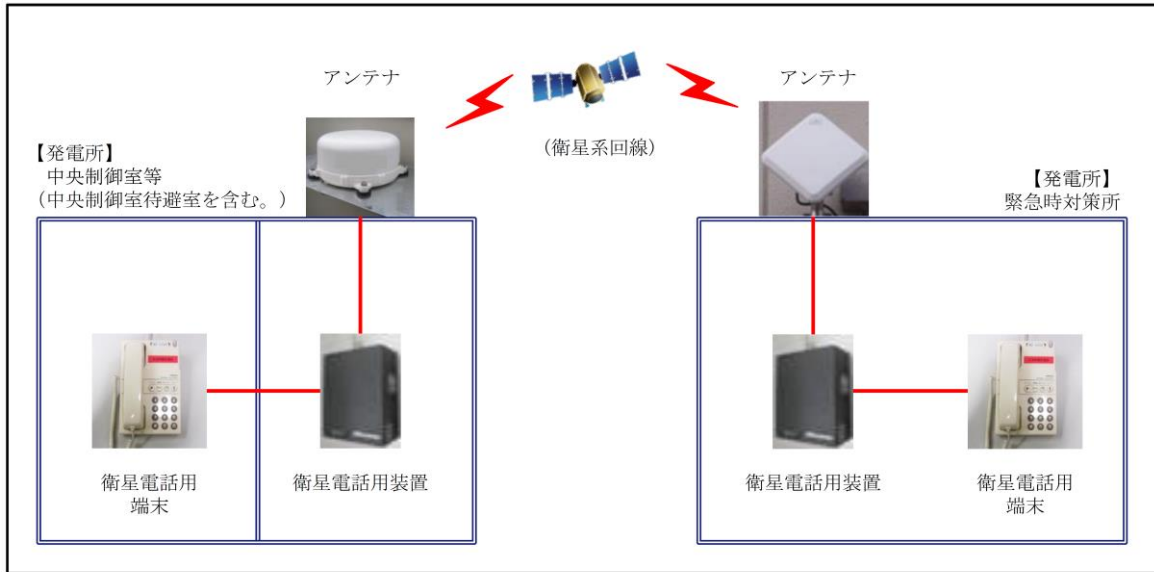 アンテナ
アンテナ
(衛星系回線)
【発電所】
中央制御室等
(中央制御室待避室を含む。)
【発電所】
緊急時対策所
衛星電話用
端末
衛星電話用装置
衛星電話用装置
衛星電話用
端末